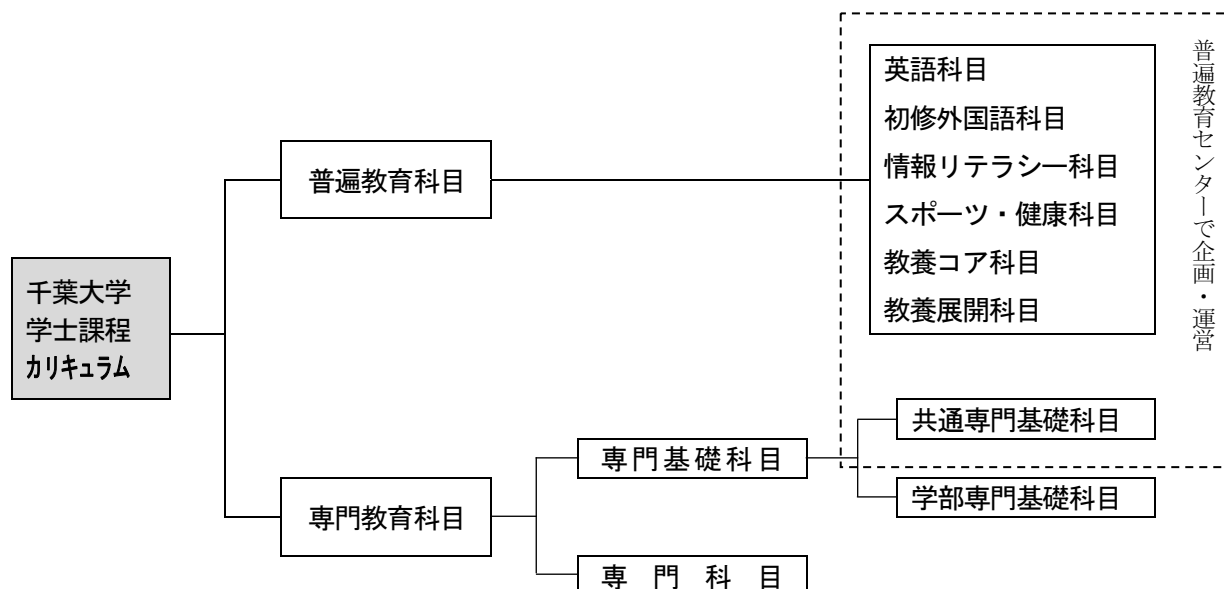 千葉大学
学士課程
カリキュラム
普遍教育科目
英語科目
初修外国語科目
情報リテラシー科目
スポーツ・健康科目
教養コア科目
教養展開科目
普遍教育センターで企画・運営
専門教育科目
専門基礎科目
共通専門基礎科目
学部専門基礎科目
専門科目